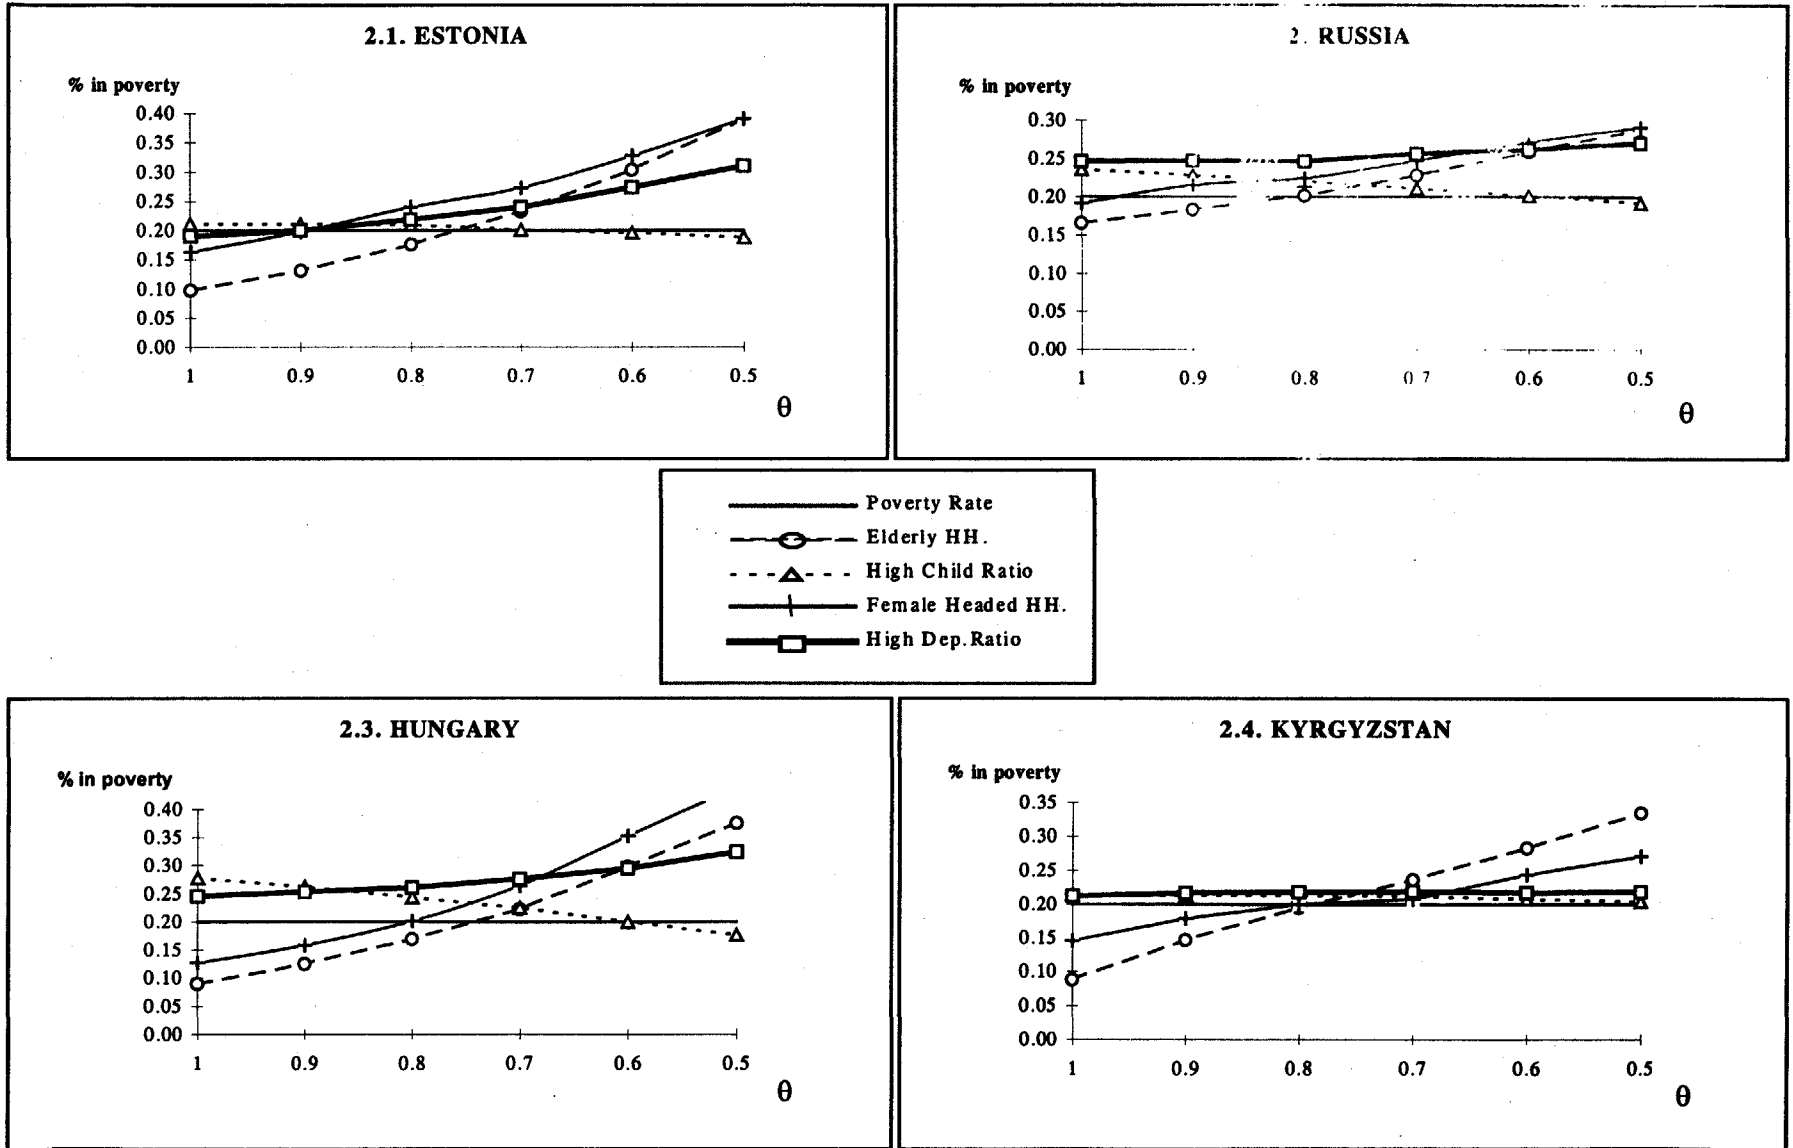 2.1. ESTONIA
% in poverty
0.40
0.35
0.30
0.25
0.20
0.15
0.10
0.05
0.00
1 0.9 0.8 0.7 0.6 0.5
θ
2. RUSSIA
% in poverty
0.30
0.25
0.20
0.15
0.10
0.05
0.00
1 0.9 0.8 0 7 0.6 0.5
θ
Poverty Rate
Elderly HH.
High Child Ratio
Female Headed HH.
High Dep.Ratio
2.3. HUNGARY
% in poverty
0.40
0.35
0.30
0.25
0.20
0.15
0.10
0.05
0.00
1 0.9 0.8 0.7 0.6 0.5
θ
2.4. KYRGYZSTAN
% in poverty
0.35
0.30
0.25
0.20
0.15
0.10
0.05
0.00
1 0.9 0.8 0.7 0.6 0.5
θ